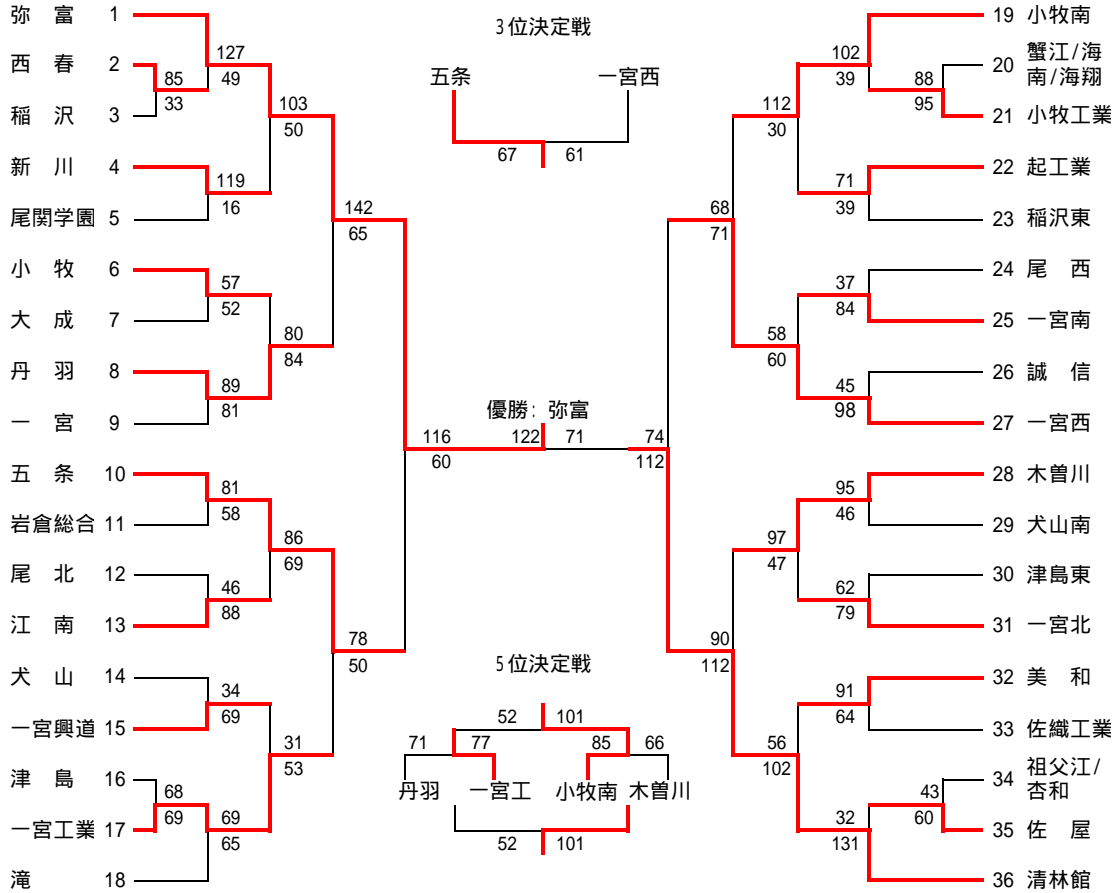 弥　富 1
西　春 2
稲　沢 3
新　川 4
尾関学園 5
小　牧 6
大　成 7
丹　羽 8
一　宮 9
五　条 10
岩倉総合 11
尾　北 12
江　南 13
犬　山 14
一宮興道 15
津　島 16
一宮工業 17
滝 18
85
33
127
49
119
16
57
52
89
81
81
58
46
88
34
69
68
69
69
65
103
50
80
84
86
69
31
53
142
65
78
50
116
60
3位決定戦
五条 一宮西
67 61
優勝: 弥富
122 71
5位決定戦
52 101
71 77 85 66
丹羽 一宮工 小牧南 木曽川
52 101
74
112
68
71
90
112
112
30
58
60
97
47
56
102
102
39
71
39
37
84
45
98
95
46
62
79
91
64
32
131
88
95
43
60
19 小牧南
20 蟹江/海
南/海翔
21 小牧工業
22 起工業
23 稲沢東
24 尾　西
25 一宮南
26 誠　信
27 一宮西
28 木曽川
29 犬山南
30 津島東
31 一宮北
32 美　和
33 佐織工業
34 祖父江/
杏和
35 佐　屋
36 清林館